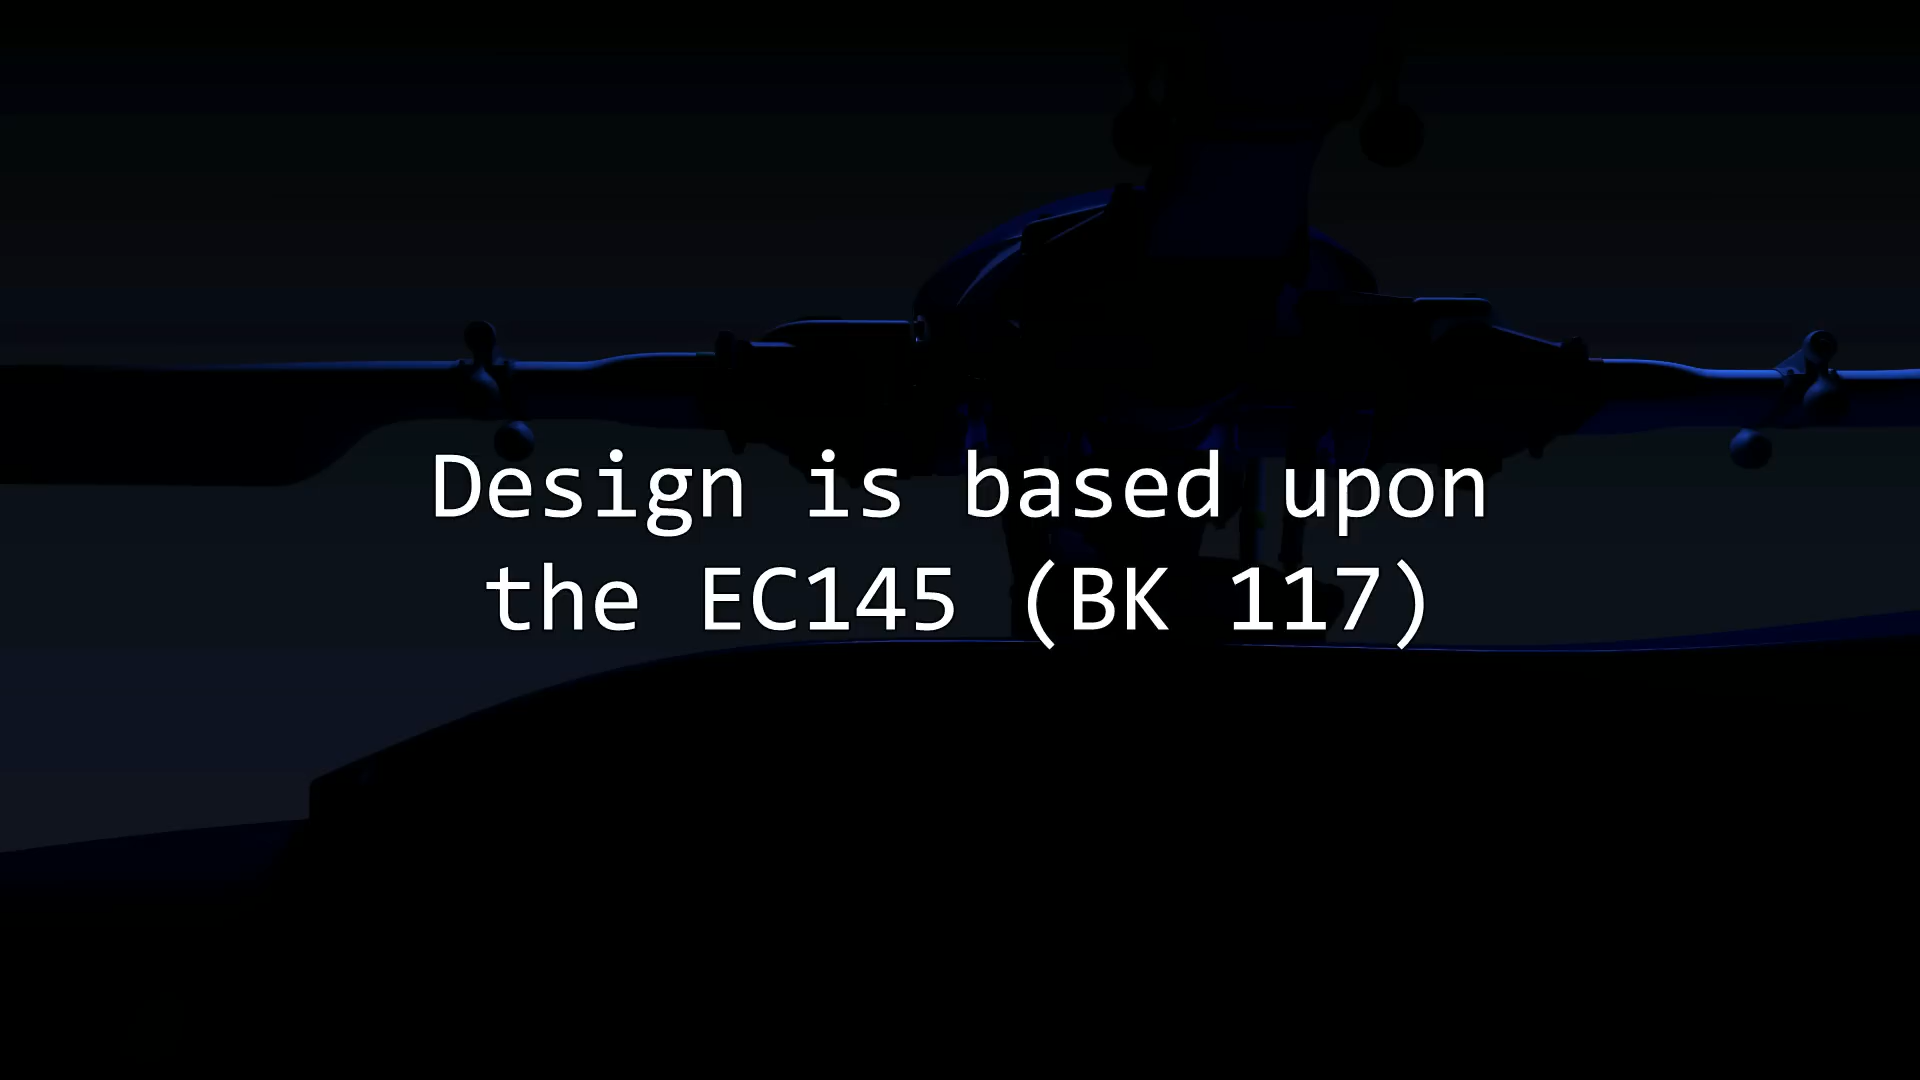 Design is based upon
the EC145 (BK 117)